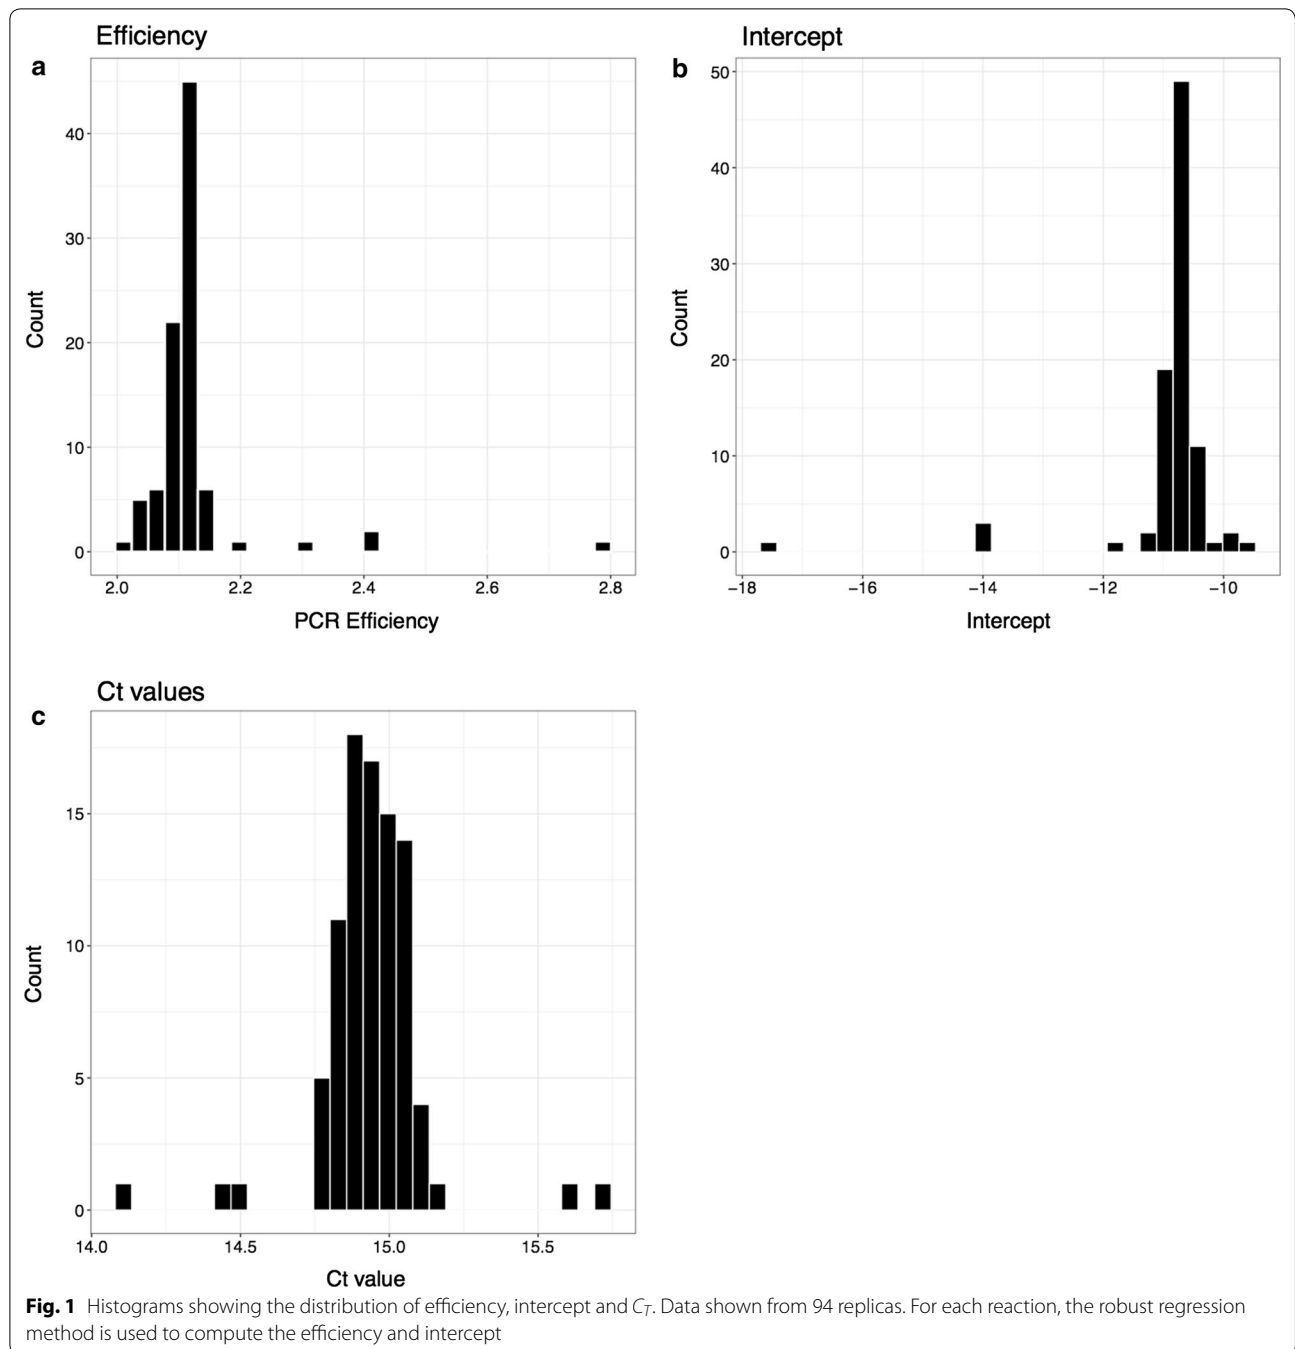 Efficiency
a
40
30
20
10
0
Count
2.0 2.2 2.4 2.6 2.8
PCR Efficiency
Intercept
b
50
40
30
20
10
0
Count
−18 −16 −14 −12 −10
Intercept
Ct values
c
15
10
5
0
Count
14.0 14.5 15.0 15.5
Ct value
Fig. 1 Histograms showing the distribution of efficiency, intercept and C_T. Data shown from 94 replicas. For each reaction, the robust regression
method is used to compute the efficiency and intercept